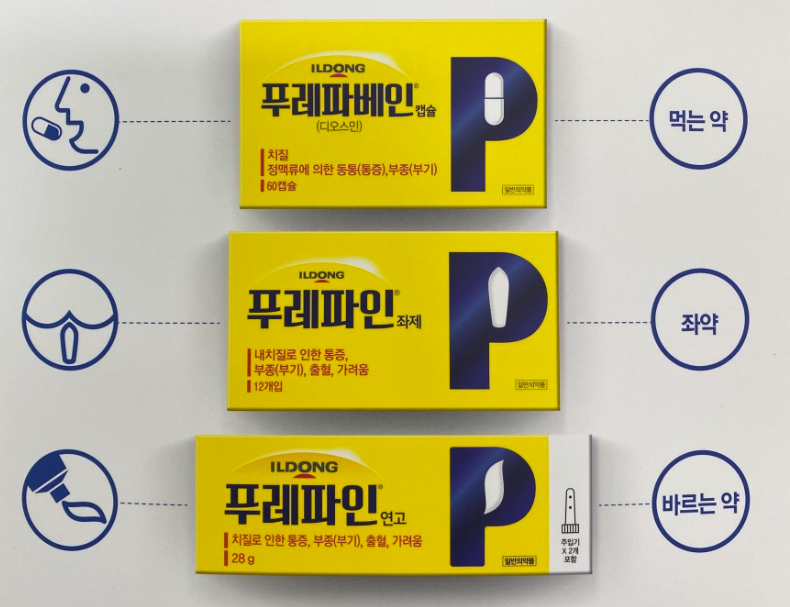 ILDONG
푸레파베인® 캡슐
(디오스민)
치질
정맥류에 의한 동통(통증),부종(부기)
60캡슐
일반의약품
먹는 약
ILDONG
푸레파인® 좌제
내치질로 인한 통증,
부종(부기), 출혈, 가려움
12개입
일반의약품
좌약
ILDONG
푸레파인® 연고
치질로 인한 통증, 부종(부기), 출혈, 가려움
28 g
일반의약품
주입기
X 2개
포함
바르는 약